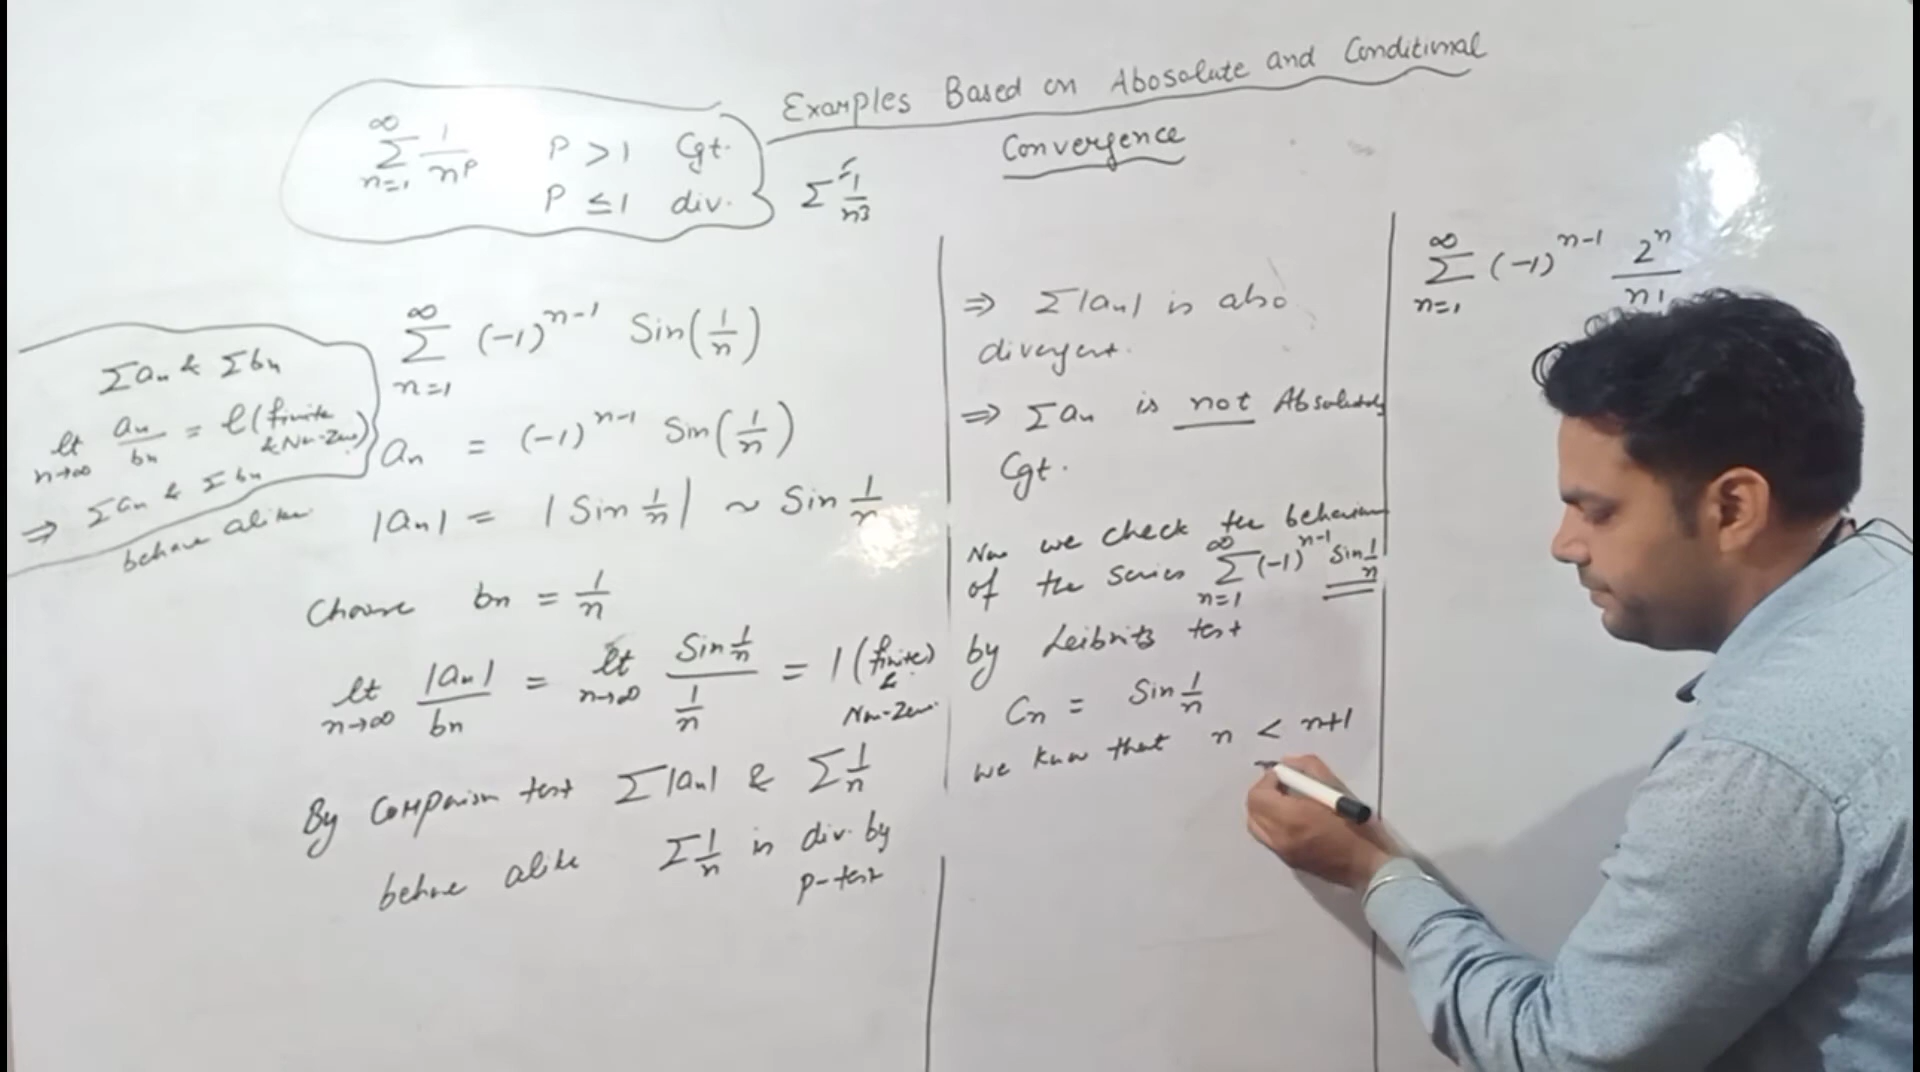 Examples Based on Abosolute and Conditimal
Convergence
∞
Σ 1/n^p P > 1 Cgt.
n=1 P ≤ 1 div.
Σ 1/n³
Σan & Σbn
lt n→∞ an/bn = l (finite & Non-Zero)
⇒ Σan & Σbn
behave alike
∞
Σ (-1)^{n-1} Sin(1/n)
n=1
an = (-1)^{n-1} Sin(1/n)
|an| = |Sin 1/n| ~ Sin 1/n
Choose bn = 1/n
lt n→∞ |an|/bn = lt n→∞ Sin 1/n / 1/n = 1 (finite) & Non-Zero
By Comparison test Σ|an| & Σ 1/n
behave alike Σ 1/n is div. by
p-test
⇒ Σ|an| is also
divergent.
⇒ Σan is not Absolutely
Cgt.
Now we check the behaviour
of the series Σ_{n=1}^{∞} (-1)^{n-1} Sin 1/n
by Leibnitz test
Cn = Sin 1/n
we know that n < n+1
∞
Σ (-1)^{n-1} 2^n/n!
n=1